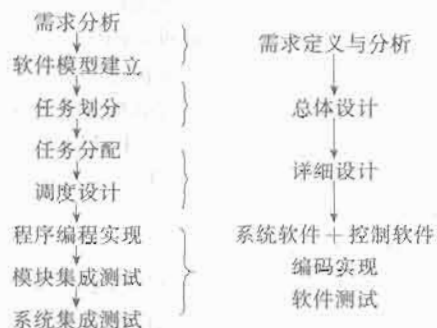 需求分析
软件模型建立
任务划分
任务分配
调度设计
程序编程实现
模块集成测试
系统集成测试
需求定义与分析
总体设计
详细设计
系统软件＋控制软件
编码实现
软件测试